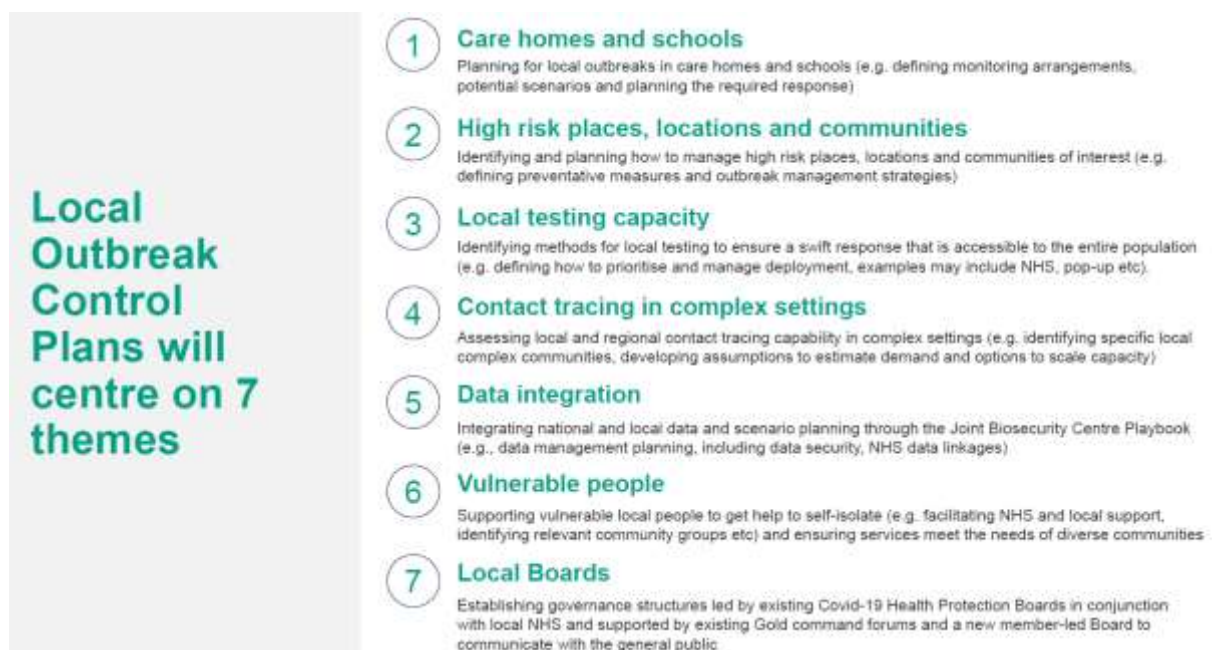 Local
Outbreak
Control
Plans will
centre on 7
themes
1
Care homes and schools
Planning for local outbreaks in care homes and schools (e.g. defining monitoring arrangements,
potential scenarios and planning the required response)
2
High risk places, locations and communities
Identifying and planning how to manage high risk places, locations and communities of interest (e.g.
defining preventative measures and outbreak management strategies)
3
Local testing capacity
Identifying methods for local testing to ensure a swift response that is accessible to the entire population
(e.g. defining how to prioritise and manage deployment, examples may include NHS, pop-up etc).
4
Contact tracing in complex settings
Assessing local and regional contact tracing capability in complex settings (e.g. identifying specific local
complex communities, developing assumptions to estimate demand and options to scale capacity)
5
Data integration
Integrating national and local data and scenario planning through the Joint Biosecurity Centre Playbook
(e.g., data management planning, including data security, NHS data linkages)
6
Vulnerable people
Supporting vulnerable local people to get help to self-isolate (e.g. facilitating NHS and local support,
identifying relevant community groups etc) and ensuring services meet the needs of diverse communities
7
Local Boards
Establishing governance structures led by existing Covid-19 Health Protection Boards in conjunction
with local NHS and supported by existing Gold command forums and a new member-led Board to
communicate with the general public